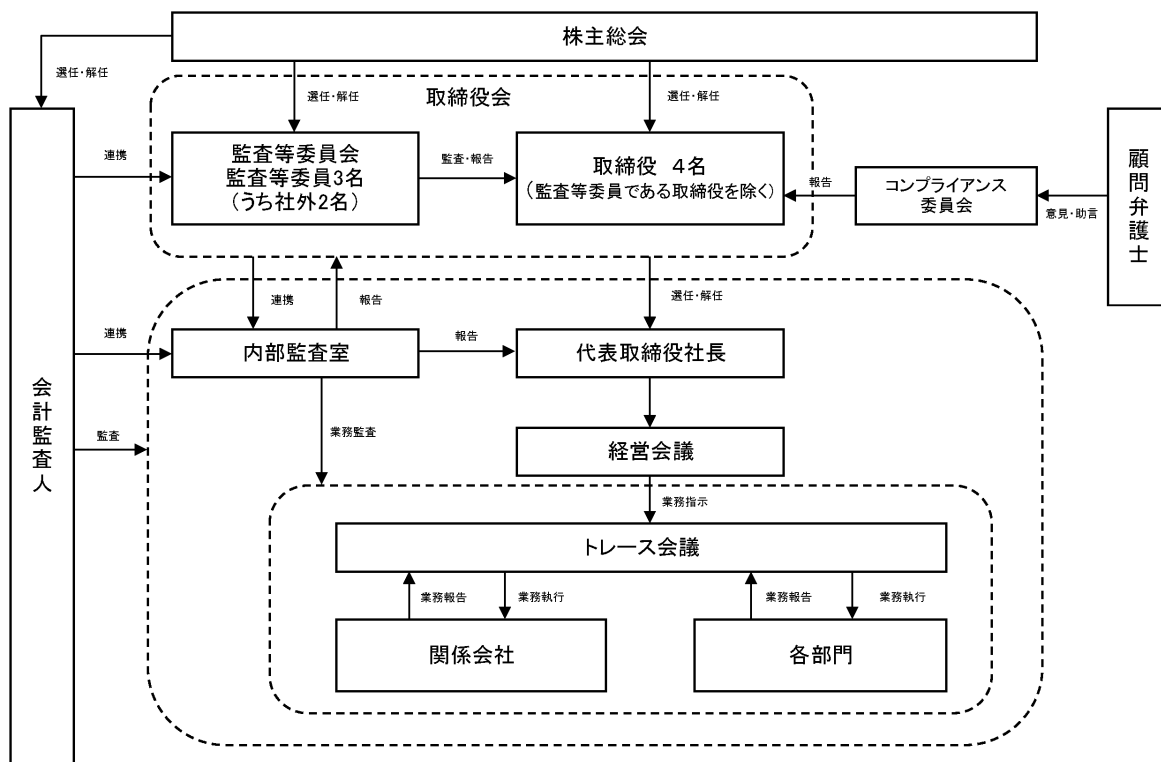 株主総会
選任・解任
取締役会
選任・解任
選任・解任
監査等委員会
監査等委員3名
(うち社外2名)
連携
監査・報告
取締役 4名
(監査等委員である取締役を除く)
報告
コンプライアンス
委員会
意見・助言
顧問弁護士
連携
報告
選任・解任
連携
内部監査室
報告
代表取締役社長
会計監査人
監査
業務監査
経営会議
業務指示
トレース会議
業務報告
業務執行
業務報告
業務執行
関係会社
各部門